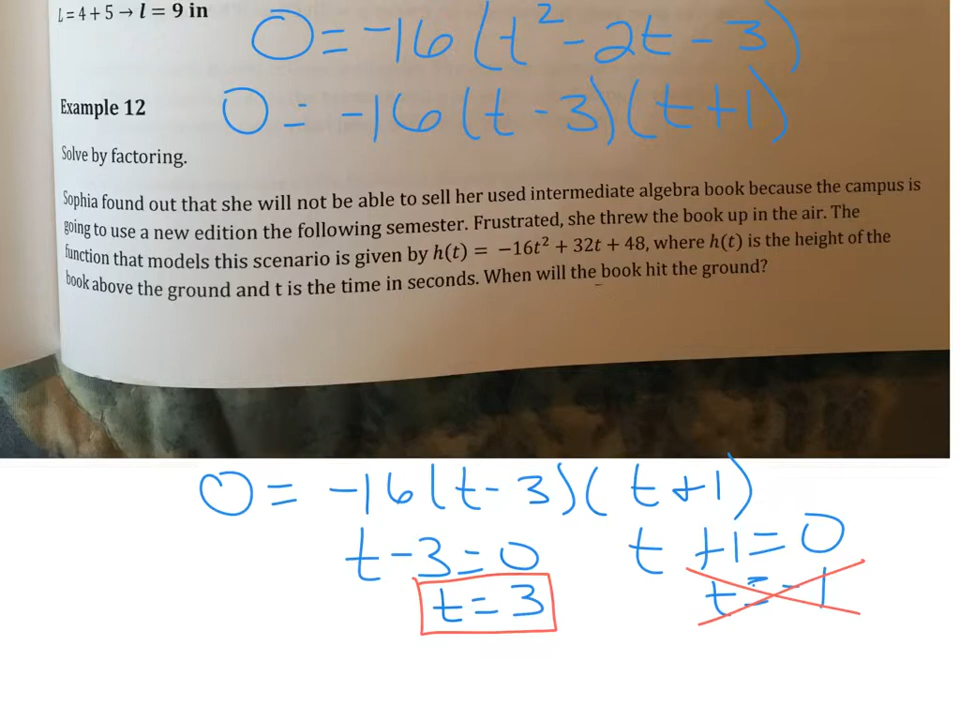 l = 4 + 5 → l = 9 in
0 = -16(t² - 2t - 3)
Example 12
0 = -16(t - 3)(t + 1)
Solve by factoring.
Sophia found out that she will not be able to sell her used intermediate algebra book because the campus is
going to use a new edition the following semester. Frustrated, she threw the book up in the air. The
function that models this scenario is given by h(t) = −16t² + 32t + 48, where h(t) is the height of the
book above the ground and t is the time in seconds. When will the book hit the ground?
0 = -16(t - 3)(t + 1)
t - 3 = 0 t + 1 = 0
t = 3 t = -1